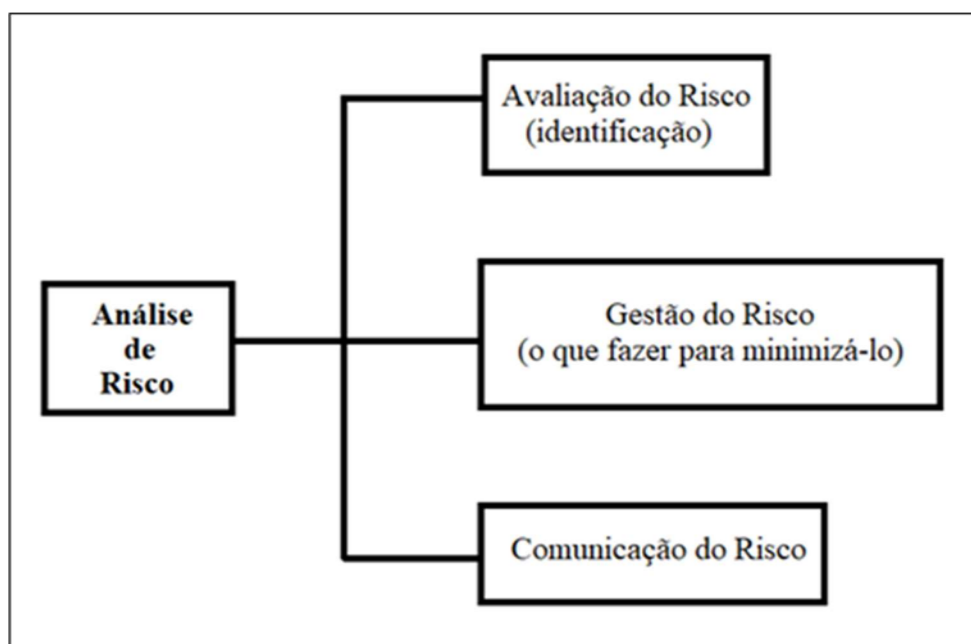 Análise
de
Risco
Avaliação do Risco
(identificação)
Gestão do Risco
(o que fazer para minimizá-lo)
Comunicação do Risco